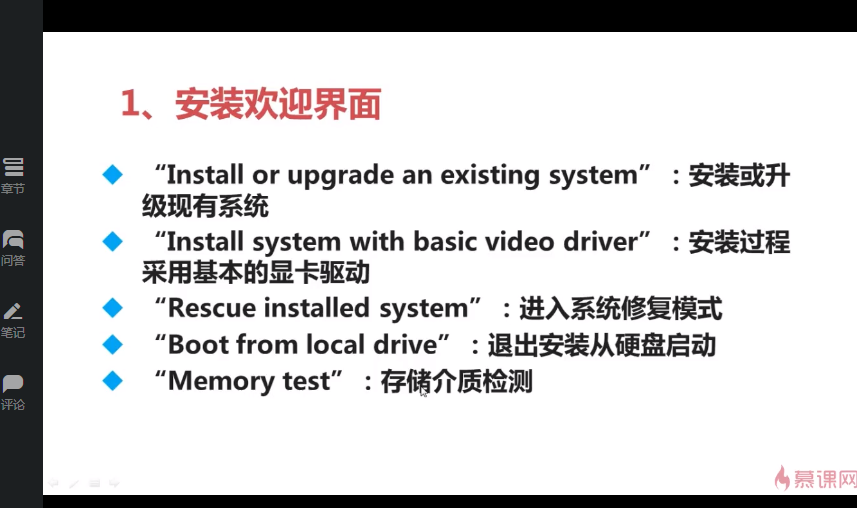 1、安装欢迎界面
“Install or upgrade an existing system” ：安装或升
级现有系统
“Install system with basic video driver” ：安装过程
采用基本的显卡驱动
“Rescue installed system” ：进入系统修复模式
“Boot from local drive” ：退出安装从硬盘启动
“Memory test” ：存储介质检测
章节
问答
笔记
评论
慕课网